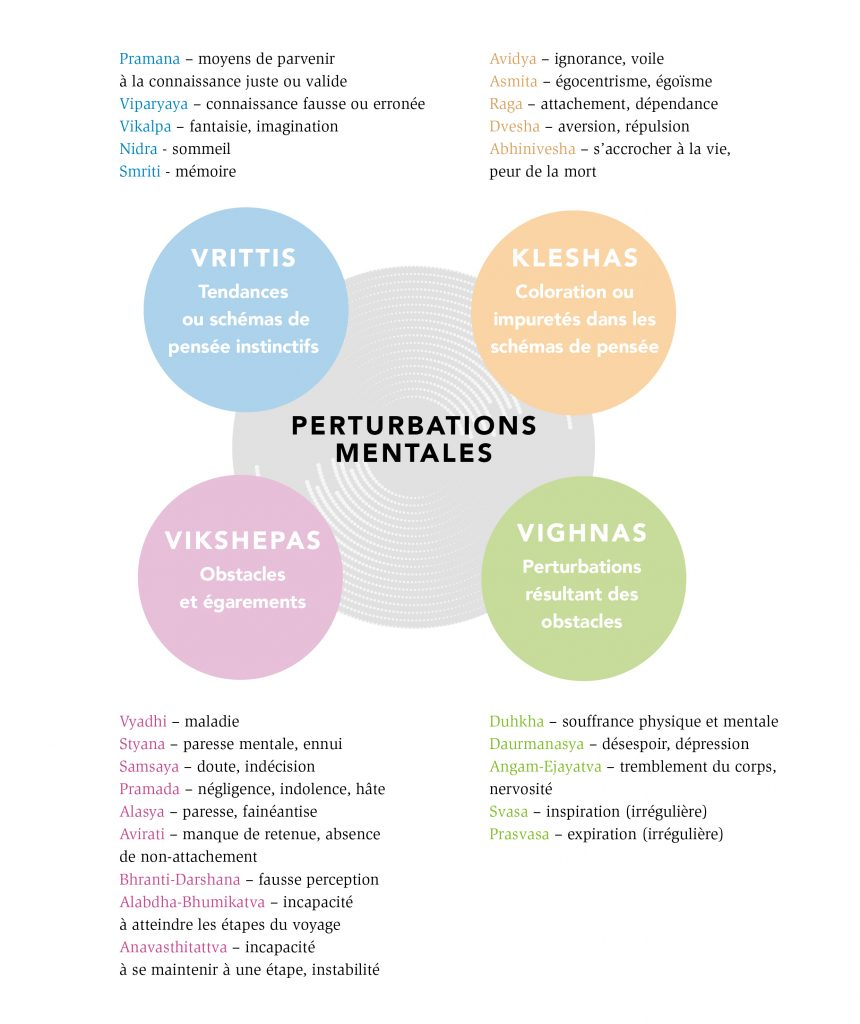 Pramana – moyens de parvenir
à la connaissance juste ou valide
Viparyaya – connaissance fausse ou erronée
Vikalpa – fantaisie, imagination
Nidra - sommeil
Smriti - mémoire
Avidya – ignorance, voile
Asmita – égocentrisme, égoïsme
Raga – attachement, dépendance
Dvesha – aversion, répulsion
Abhinivesha – s’accrocher à la vie,
peur de la mort
VRITTIS
Tendances
ou schémas de
pensée instinctifs
KLESHAS
Coloration ou
impuretés dans les
schémas de pensée
PERTURBATIONS
MENTALES
VIKSHEPAS
Obstacles
et égarements
VIGHNAS
Perturbations
résultant des
obstacles
Vyadhi – maladie
Styana – paresse mentale, ennui
Samsaya – doute, indécision
Pramada – négligence, indolence, hâte
Alasya – paresse, fainéantise
Avirati – manque de retenue, absence
de non-attachement
Bhranti-Darshana – fausse perception
Alabdha-Bhumikatva – incapacité
à atteindre les étapes du voyage
Anavasthitattva – incapacité
à se maintenir à une étape, instabilité
Duhkha – souffrance physique et mentale
Daurmanasya – désespoir, dépression
Angam-Ejayatva – tremblement du corps,
nervosité
Svasa – inspiration (irrégulière)
Prasvasa – expiration (irrégulière)